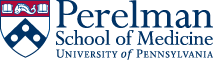 Perelman
School of Medicine
UNIVERSITY of PENNSYLVANIA